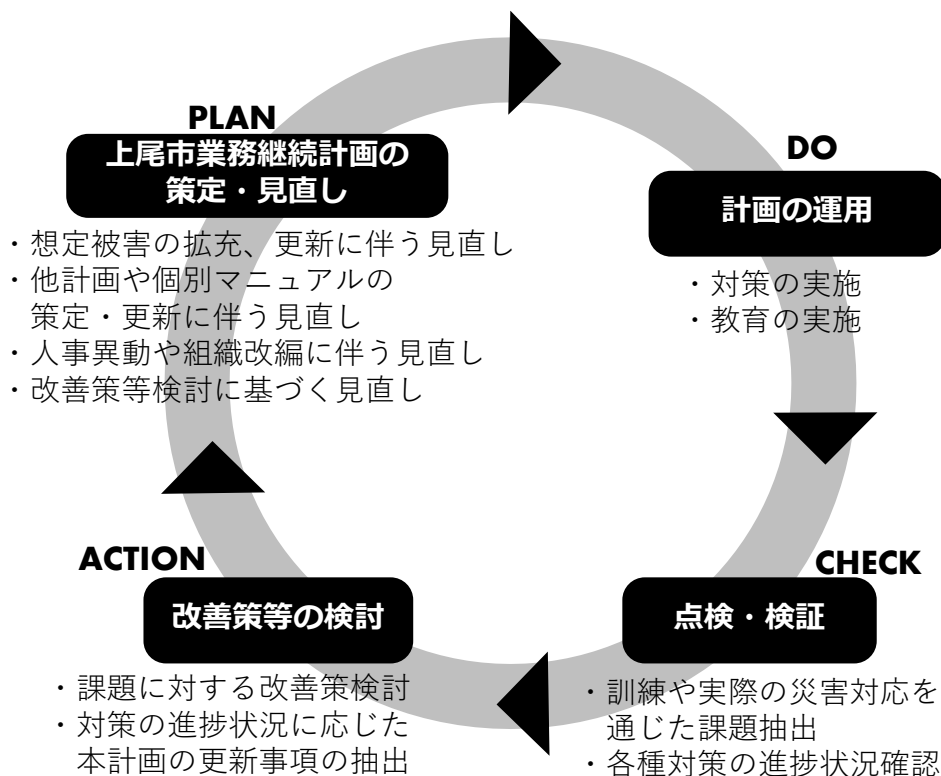 PLAN
上尾市業務継続計画の
策定・見直し
・想定被害の拡充、更新に伴う見直し
・他計画や個別マニュアルの
策定・更新に伴う見直し
・人事異動や組織改編に伴う見直し
・改善策等検討に基づく見直し
DO
計画の運用
・対策の実施
・教育の実施
CHECK
点検・検証
・訓練や実際の災害対応を
通じた課題抽出
・各種対策の進捗状況確認
ACTION
改善策等の検討
・課題に対する改善策検討
・対策の進捗状況に応じた
本計画の更新事項の抽出